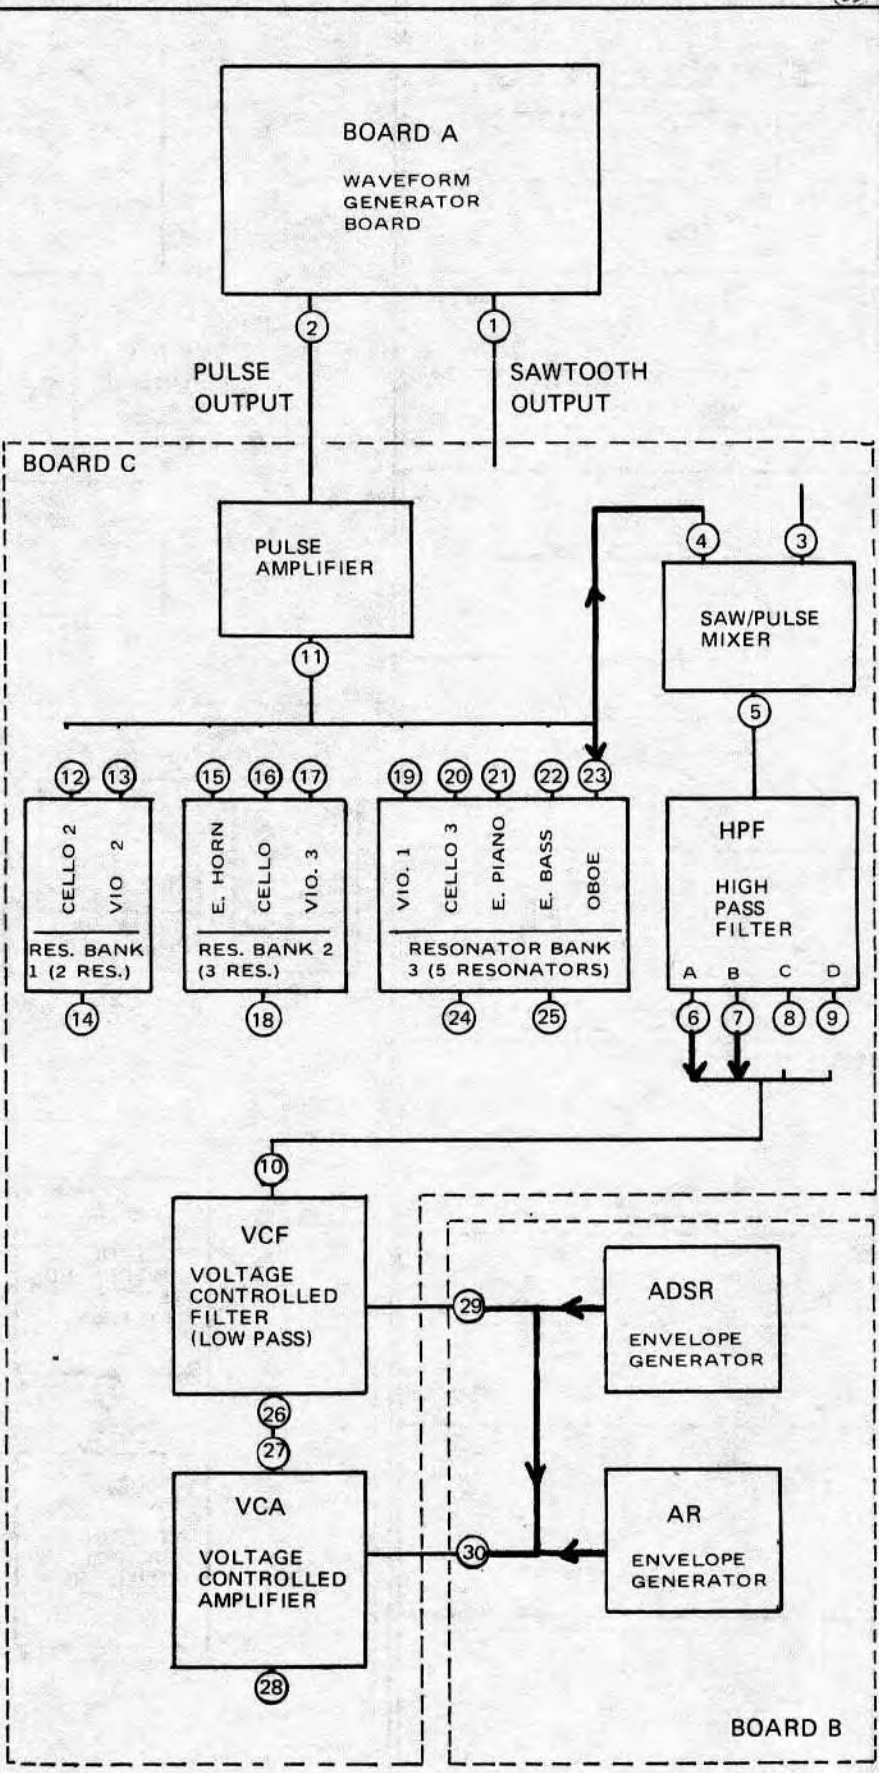 BOARD A
WAVEFORM
GENERATOR
BOARD
2
1
PULSE
OUTPUT
SAWTOOTH
OUTPUT
BOARD C
PULSE
AMPLIFIER
4
3
SAW/PULSE
MIXER
11
5
12
13
15
16
17
19
20
21
22
23
CELLO 2
VIO 2
E. HORN
CELLO
VIO. 3
VIO. 1
CELLO 3
E. PIANO
E. BASS
OBOE
RES. BANK
1 (2 RES.)
RES. BANK 2
(3 RES.)
RESONATOR BANK
3 (5 RESONATORS)
HPF
HIGH
PASS
FILTER
A B C D
14
18
24
25
6
7
8
9
10
VCF
VOLTAGE
CONTROLLED
FILTER
(LOW PASS)
29
ADSR
ENVELOPE
GENERATOR
26
27
VCA
VOLTAGE
CONTROLLED
AMPLIFIER
30
AR
ENVELOPE
GENERATOR
28
BOARD B